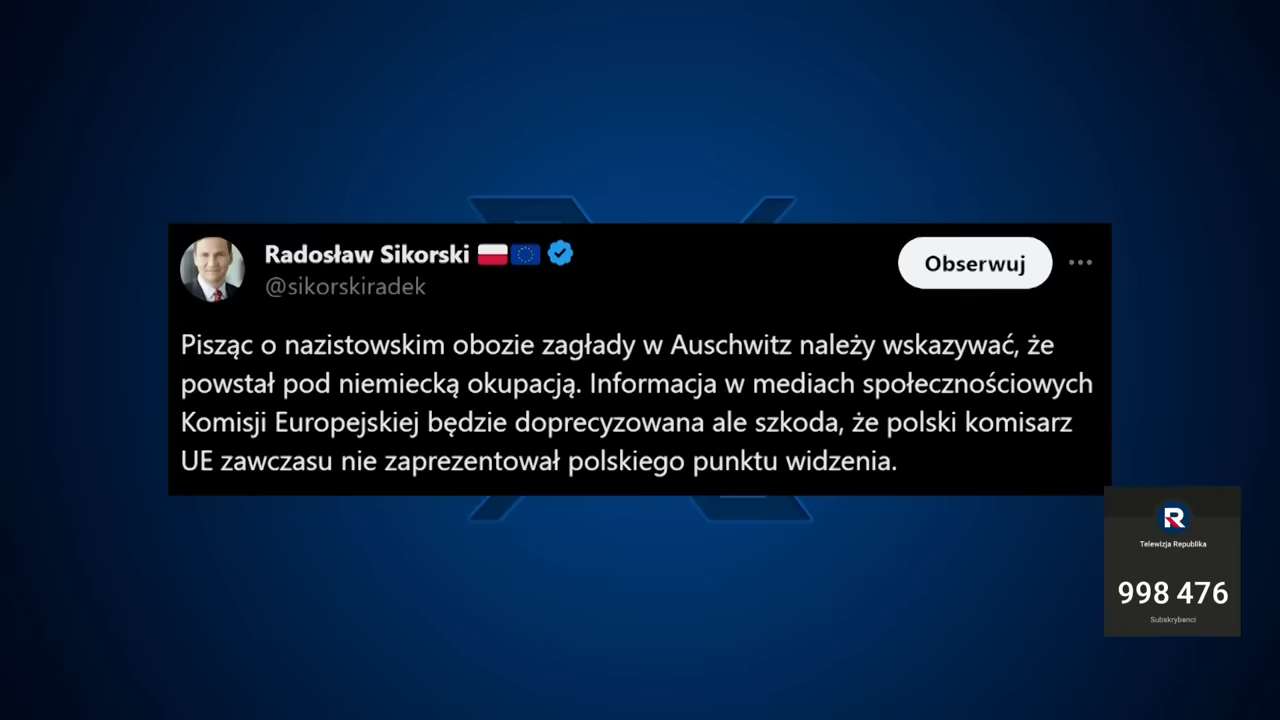 Radosław Sikorski
@sikorskiradek
Obserwuj
Pisząc o nazistowskim obozie zagłady w Auschwitz należy wskazywać, że
powstał pod niemiecką okupacją. Informacja w mediach społecznościowych
Komisji Europejskiej będzie doprecyzowana ale szkoda, że polski komisarz
UE zawczasu nie zaprezentował polskiego punktu widzenia.
R
Telewizja Republika
998 476
Subskrybenci